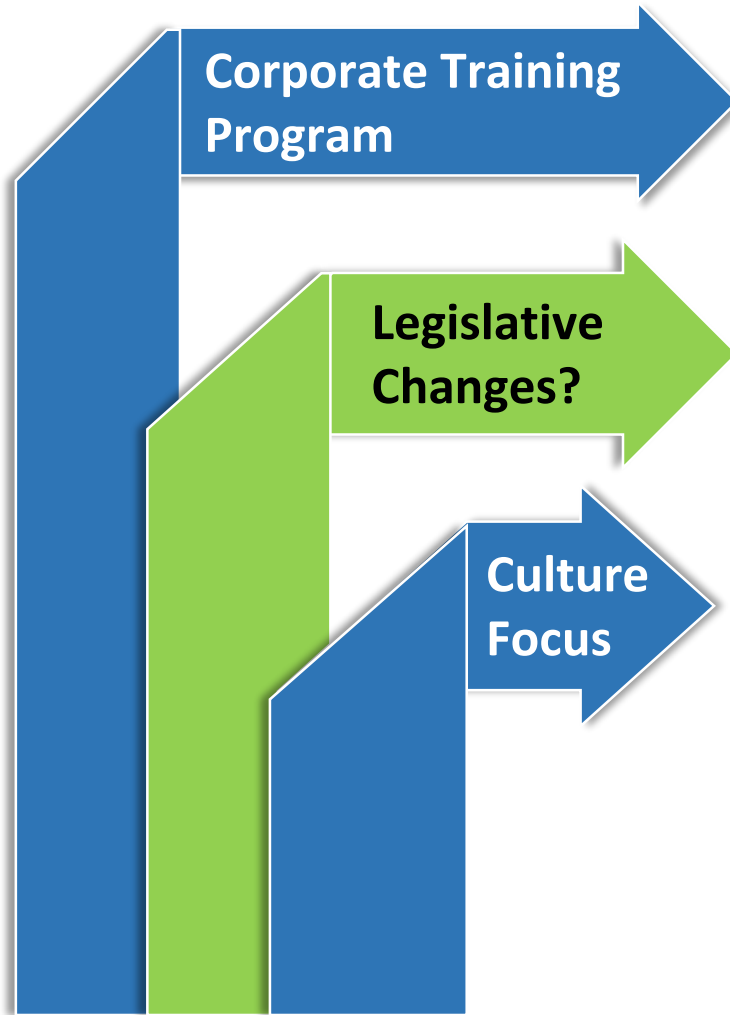 Corporate Training
Program
Legislative
Changes?
Culture
Focus